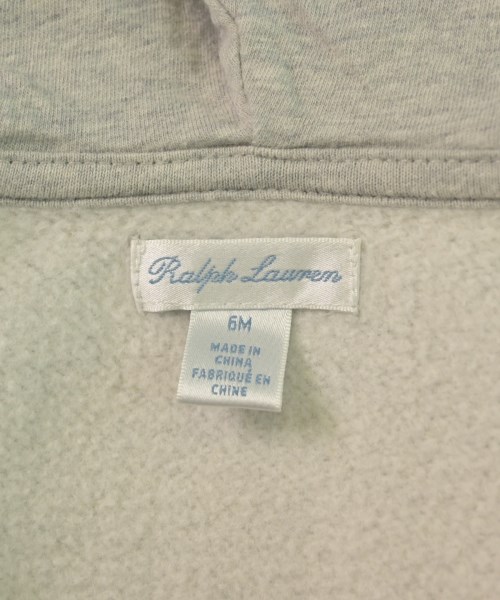 Ralph Lauren
6M
MADE IN
CHINA
FABRIQUÉ EN
CHINE